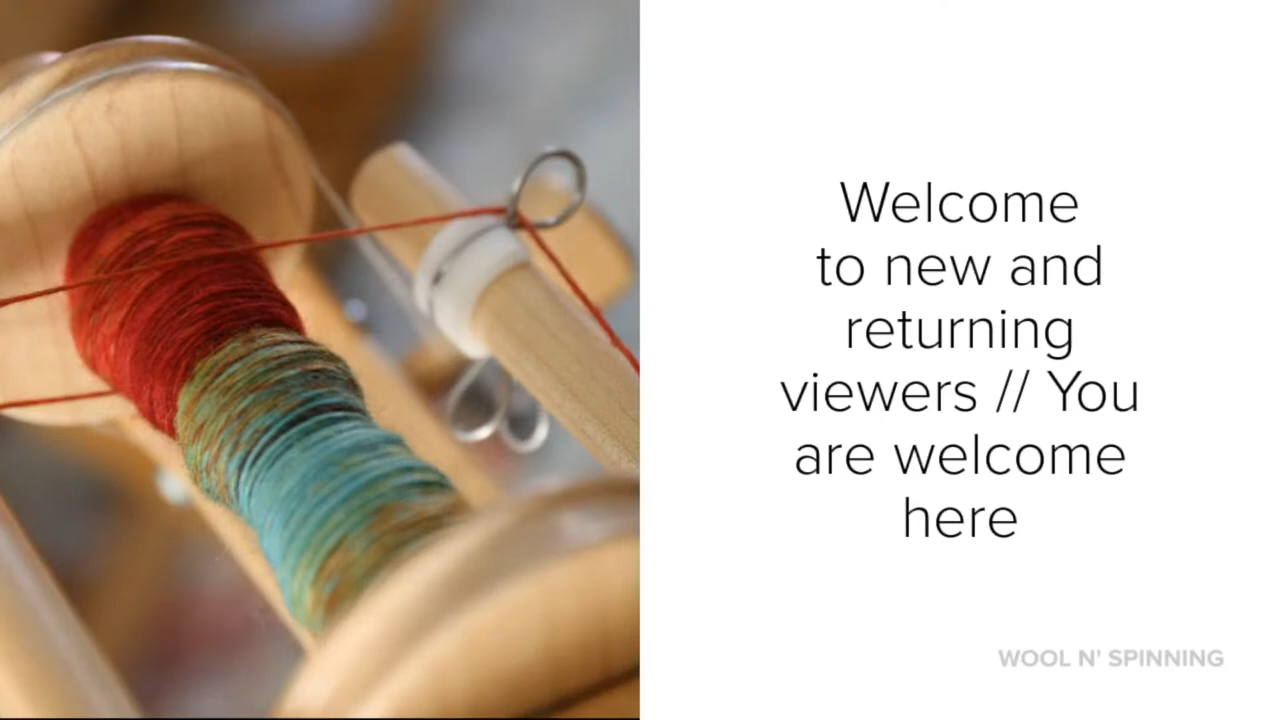 Welcome
to new and
returning
viewers // You
are welcome
here
WOOL N' SPINNING